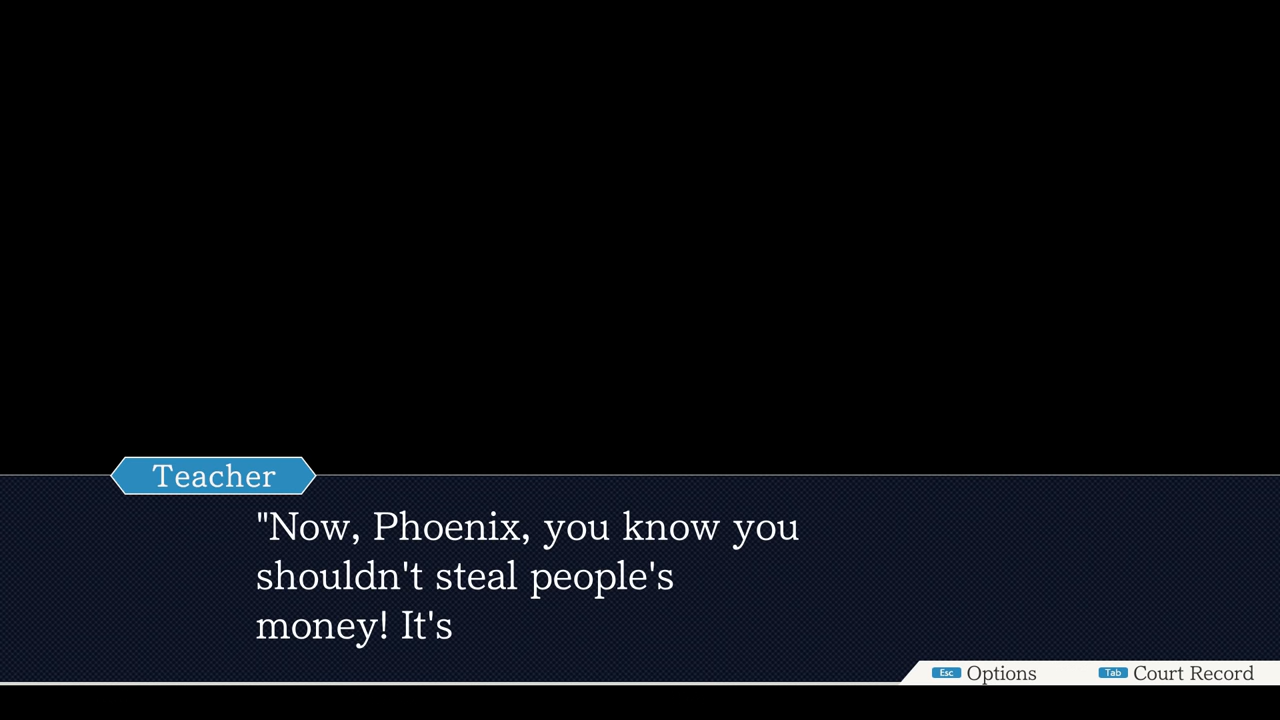 Teacher
"Now, Phoenix, you know you
shouldn't steal people's
money! It's
Esc Options Tab Court Record